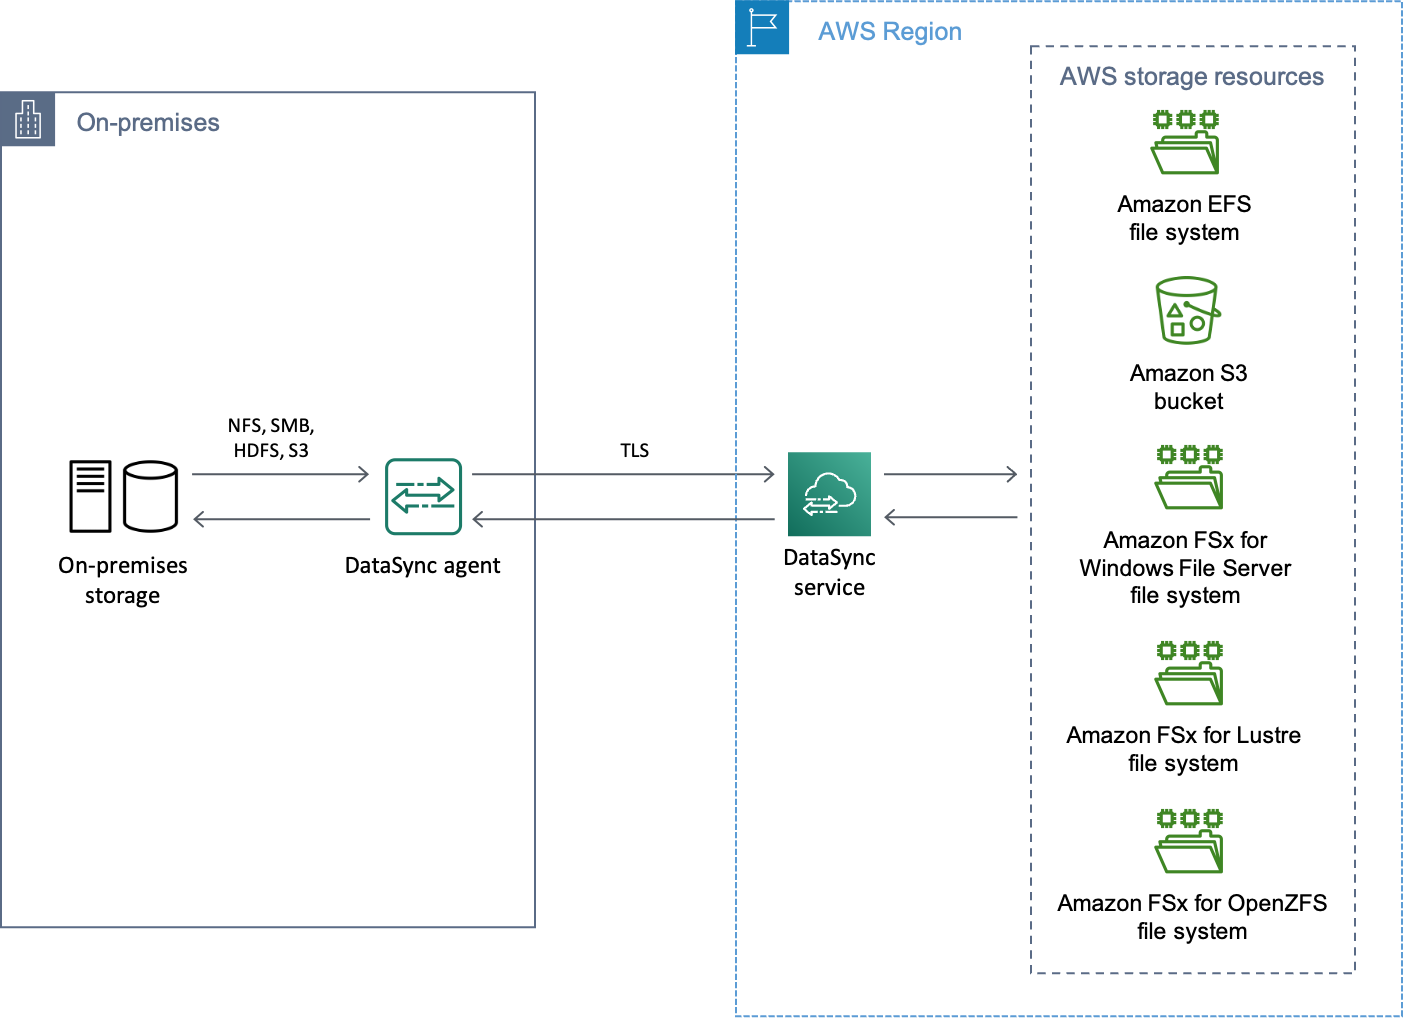 AWS Region
AWS storage resources
On-premises
Amazon EFS
file system
Amazon S3
bucket
NFS, SMB,
HDFS, S3
TLS
On-premises
storage
DataSync agent
DataSync
service
Amazon FSx for
Windows File Server
file system
Amazon FSx for Lustre
file system
Amazon FSx for OpenZFS
file system